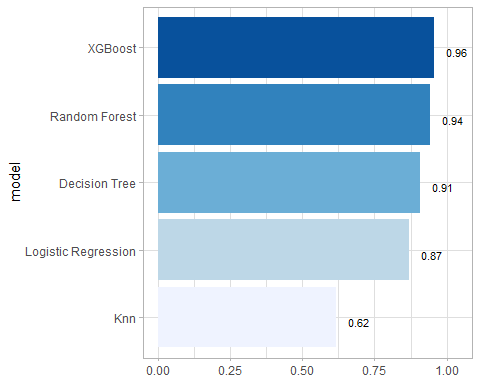 model
XGBoost
0.96
Random Forest
0.94
Decision Tree
0.91
Logistic Regression
0.87
Knn
0.62
0.00
0.25
0.50
0.75
1.00